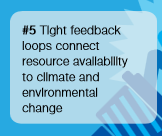 #5 Tight feedback
loops connect
resource availability
to climate and
environmental
change